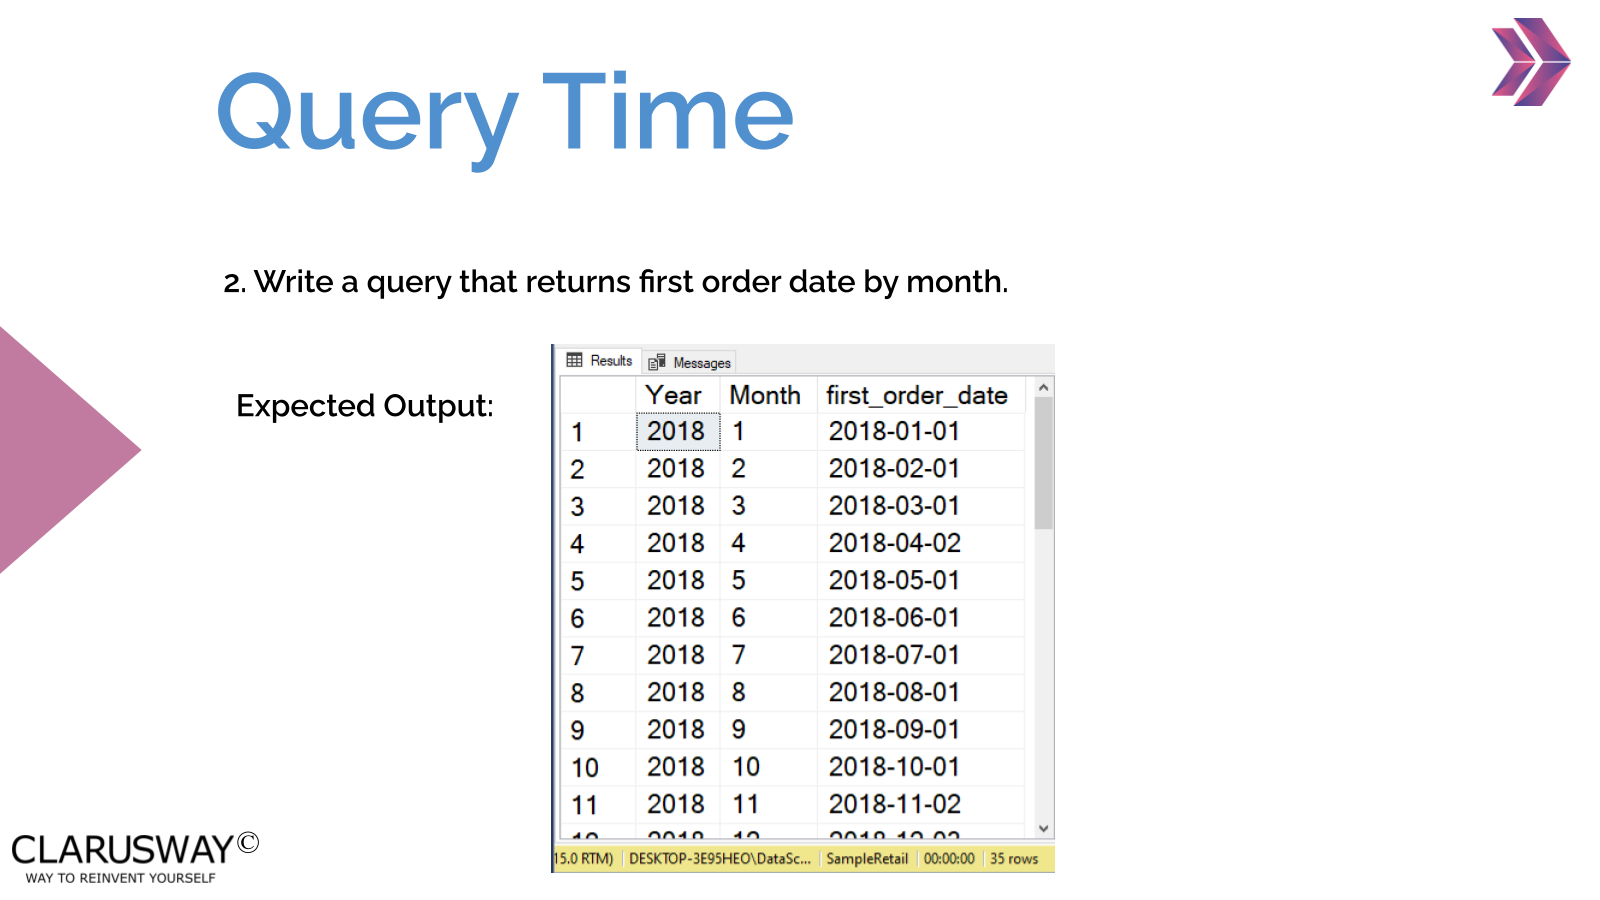 Query Time
2. Write a query that returns first order date by month.
Expected Output:
Results Messages
Year Month first_order_date
1 2018 1 2018-01-01
2 2018 2 2018-02-01
3 2018 3 2018-03-01
4 2018 4 2018-04-02
5 2018 5 2018-05-01
6 2018 6 2018-06-01
7 2018 7 2018-07-01
8 2018 8 2018-08-01
9 2018 9 2018-09-01
10 2018 10 2018-10-01
11 2018 11 2018-11-02
15.0 RTM) DESKTOP-3E95HEO\DataSc... SampleRetail 00:00:00 35 rows
CLARUSWAY©
WAY TO REINVENT YOURSELF